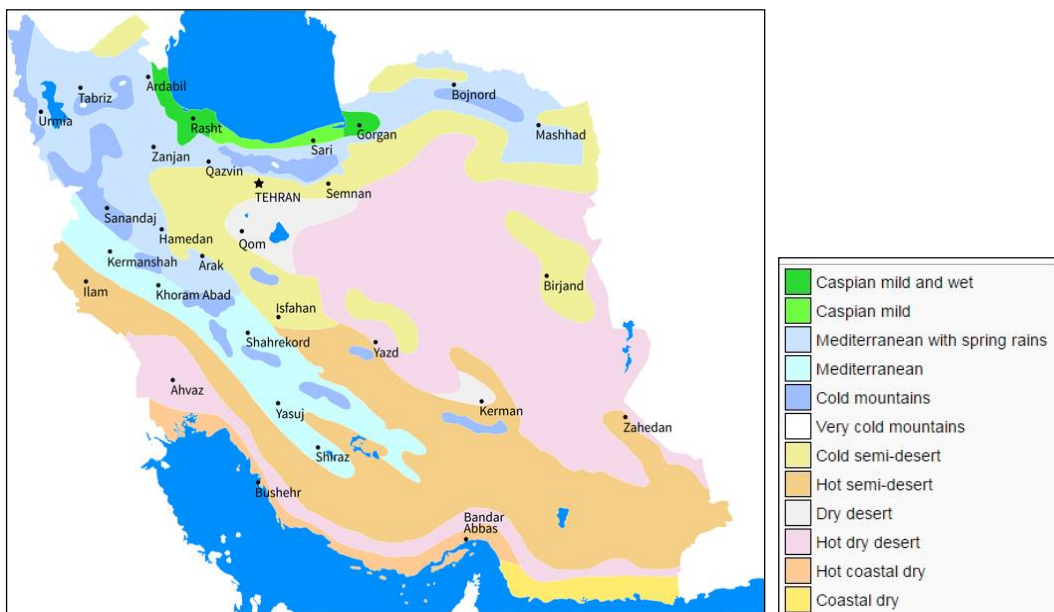 Ardabil
Tabriz
Bojnord
Urmia
Rasht
Gorgan
Mashhad
Sari
Zanjan
Qazvin
TEHRAN
Semnan
Sanandaj
Hamedan
Qom
Kermanshah
Arak
Ilam
Khoram Abad
Birjand
Isfahan
Shahrekord
Yazd
Ahvaz
Yasuj
Kerman
Zahedan
Shiraz
Bushehr
Bandar
Abbas
Caspian mild and wet
Caspian mild
Mediterranean with spring rains
Mediterranean
Cold mountains
Very cold mountains
Cold semi-desert
Hot semi-desert
Dry desert
Hot dry desert
Hot coastal dry
Coastal dry